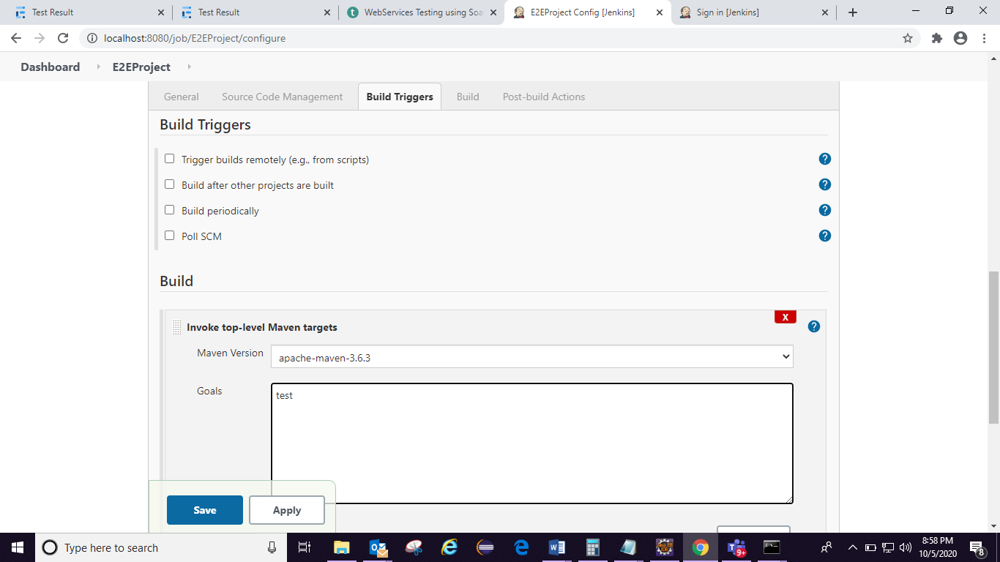 Test Result
Test Result
WebServices Testing using Soa
E2EProject Config [Jenkins]
Sign in [Jenkins]
localhost:8080/job/E2EProject/configure
Dashboard
E2EProject
General
Source Code Management
Build Triggers
Build
Post-build Actions
Build Triggers
Trigger builds remotely (e.g., from scripts)
?
Build after other projects are built
?
Build periodically
?
Poll SCM
?
Build
X
Invoke top-level Maven targets
?
Maven Version
apache-maven-3.6.3
Goals
test
Save
Apply
Type here to search
9+
8:58 PM
10/5/2020
8